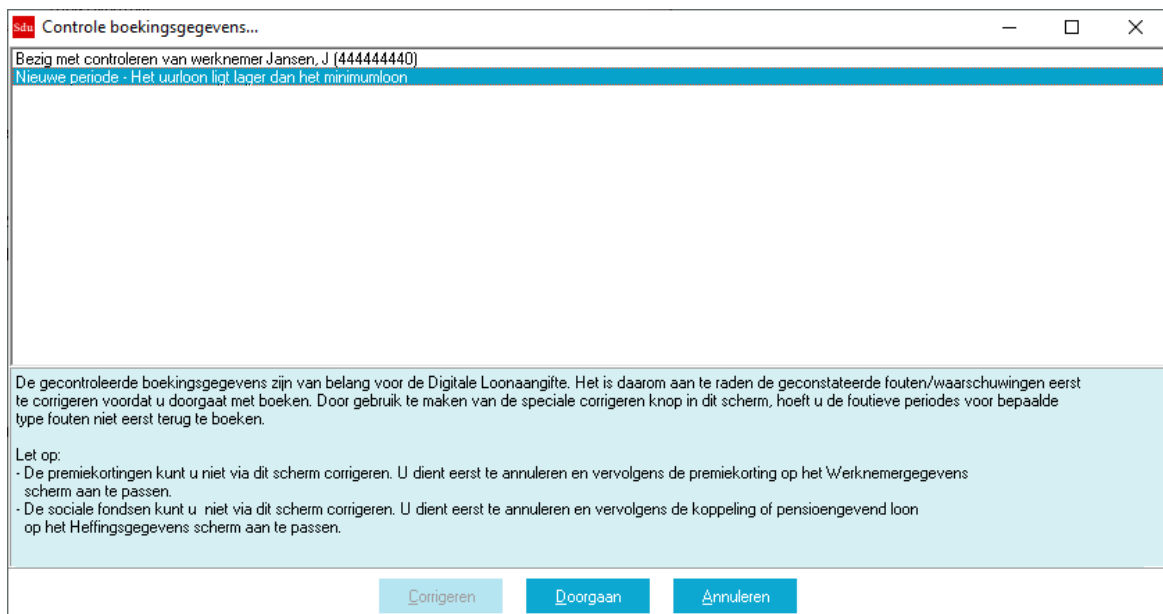 Sdu Controle boekingsgegevens...
Bezig met controleren van werknemer Jansen, J (444444440)
Nieuwe periode - Het uurloon ligt lager dan het minimumloon
De gecontroleerde boekingsgegevens zijn van belang voor de Digitale Loonaangifte. Het is daarom aan te raden de geconstateerde fouten/waarschuwingen eerst
te corrigeren voordat u doorgaat met boeken. Door gebruik te maken van de speciale corrigeren knop in dit scherm, hoeft u de foutieve periodes voor bepaalde
type fouten niet eerst terug te boeken.
Let op:
- De premiekortingen kunt u niet via dit scherm corrigeren. U dient eerst te annuleren en vervolgens de premiekorting op het Werknemergegevens
scherm aan te passen.
- De sociale fondsen kunt u niet via dit scherm corrigeren. U dient eerst te annuleren en vervolgens de koppeling of pensioengevend loon
op het Heffingsgegevens scherm aan te passen.
Corrigeren Doorgaan Annuleren